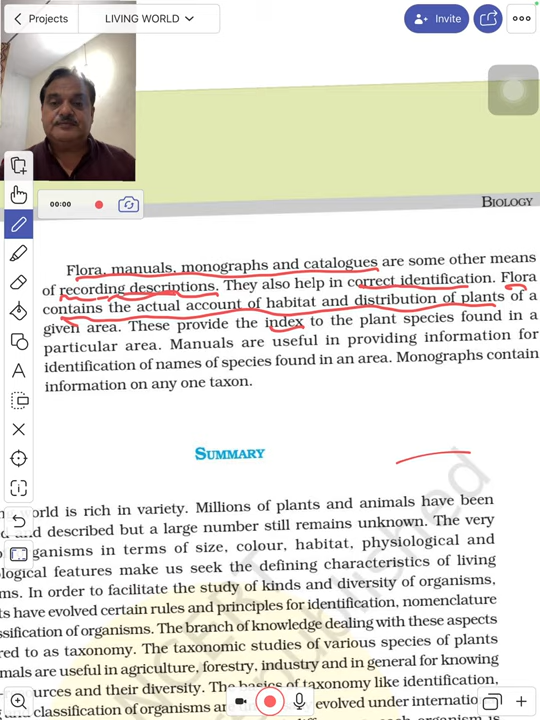 Projects LIVING WORLD Invite
00:00
BIOLOGY
Flora, manuals, monographs and catalogues are some other means
of recording descriptions. They also help in correct identification. Flora
contains the actual account of habitat and distribution of plants of a
given area. These provide the index to the plant species found in a
particular area. Manuals are useful in providing information for
identification of names of species found in an area. Monographs contain
information on any one taxon.
SUMMARY
world is rich in variety. Millions of plants and animals have been
and described but a large number still remains unknown. The very
rganisms in terms of size, colour, habitat, physiological and
ological features make us seek the defining characteristics of living
ms. In order to facilitate the study of kinds and diversity of organisms,
ts have evolved certain rules and principles for identification, nomenclature
ssification of organisms. The branch of knowledge dealing with these aspects
red to as taxonomy. The taxonomic studies of various species of plants
mals are useful in agriculture, forestry, industry and in general for knowing
ources and their diversity. The basics of taxonomy like identification,
and classification of organisms evolved under
NCERT
republished